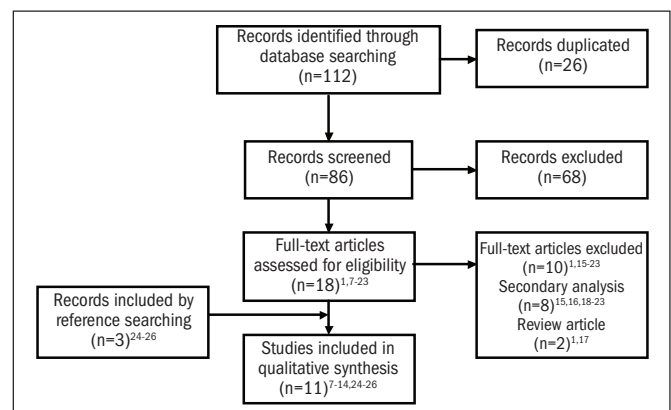 Records identified through
database searching
(n=112)
Records duplicated
(n=26)
Records screened
(n=86)
Records excluded
(n=68)
Full-text articles
assessed for eligibility
(n=18)1,7-23
Full-text articles excluded
(n=10)1,15-23
Secondary analysis
(n=8)15,16,18-23
Review article
(n=2)1,17
Records included by
reference searching
(n=3)24-26
Studies included in
qualitative synthesis
(n=11)7-14,24-26